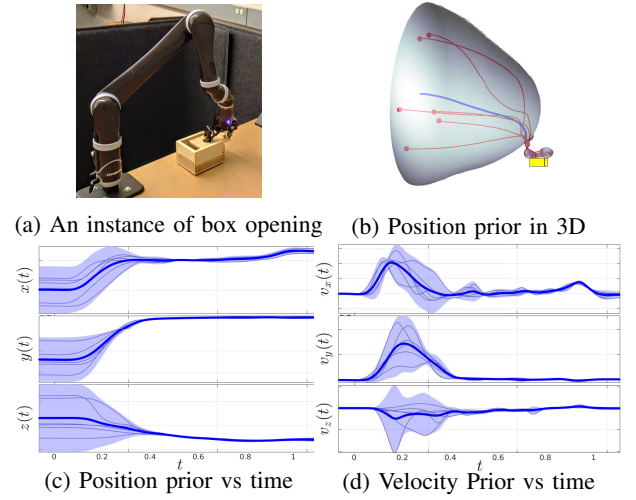 (a) An instance of box opening
(b) Position prior in 3D
x(t)
y(t)
z(t)
0 0.2 0.4 0.6 0.8 1
t
(c) Position prior vs time
v_x(t)
v_y(t)
v_z(t)
0 0.2 0.4 0.6 0.8 1
t
(d) Velocity Prior vs time